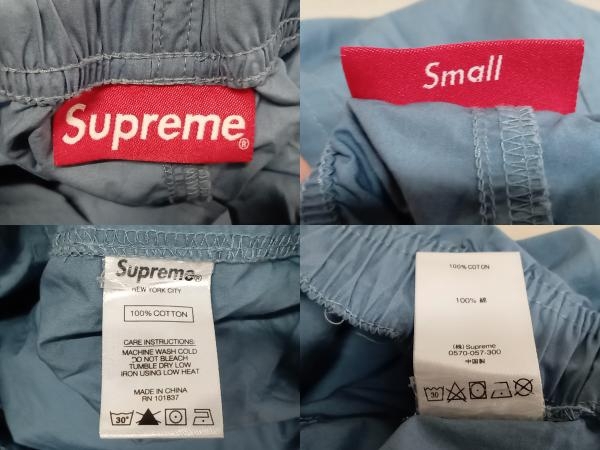 Supreme®
Small
Supreme®
NEW YORK CITY
100% COTTON
CARE INSTRUCTIONS:
MACHINE WASH COLD
DO NOT BLEACH
TUMBLE DRY LOW
IRON USING LOW HEAT
MADE IN CHINA
RN 101837
30°
100% COTTON
100% 綿
(株) Supreme
0570-057-300
中国製
30